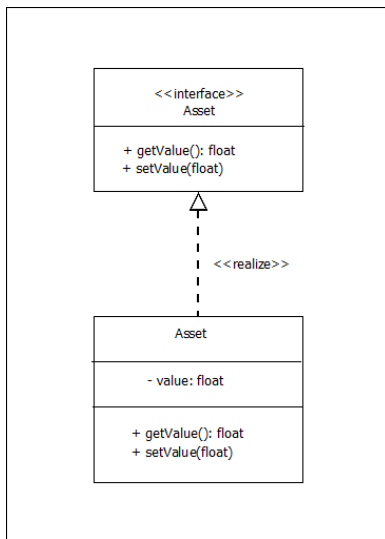 <<interface>>
Asset
+ getValue(): float
+ setValue(float)
<<realize>>
Asset
- value: float
+ getValue(): float
+ setValue(float)